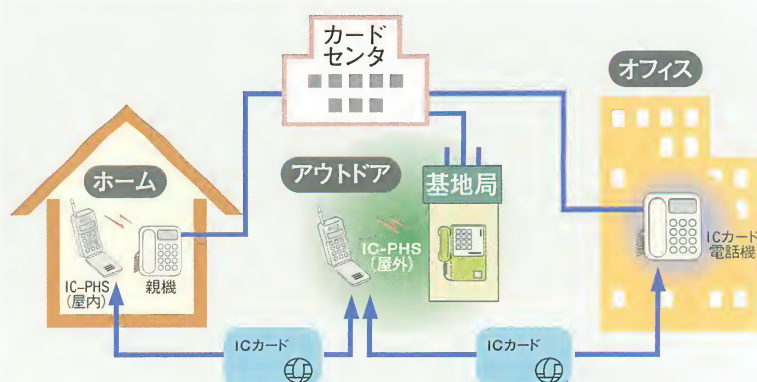 カード
センタ
オフィス
ホーム
アウトドア
基地局
IC-PHS
(屋内)
親機
IC-PHS
(屋外)
ICカード
電話機
ICカード
ICカード